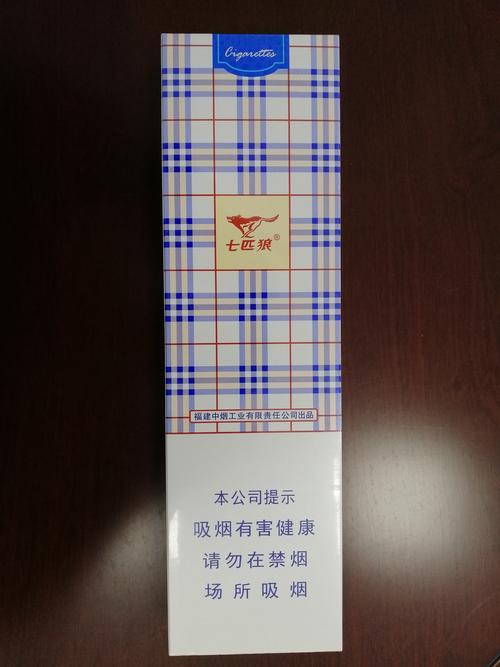 Cigarettes
七匹狼®
福建中烟工业有限责任公司出品
本公司提示
吸烟有害健康
请勿在禁烟
场所吸烟